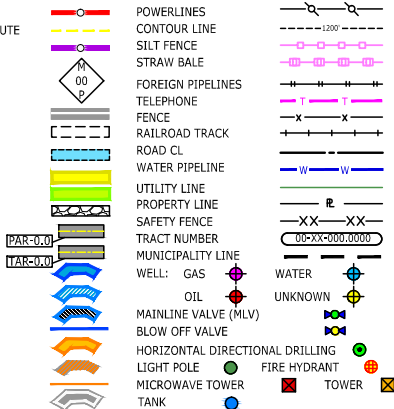 POWERLINES
UTE CONTOUR LINE 1200'
SILT FENCE
STRAW BALE
M
00
P
FOREIGN PIPELINES
TELEPHONE T T
FENCE X X
RAILROAD TRACK
ROAD CL
WATER PIPELINE W W
UTILITY LINE
PROPERTY LINE PL
SAFETY FENCE XX XX
PAR-0.0 TRACT NUMBER 00-XX-000.0000
TAR-0.0 MUNICIPALITY LINE
WELL: GAS WATER
OIL UNKNOWN
MAINLINE VALVE (MLV)
BLOW OFF VALVE
HORIZONTAL DIRECTIONAL DRILLING
LIGHT POLE FIRE HYDRANT
MICROWAVE TOWER TOWER
TANK